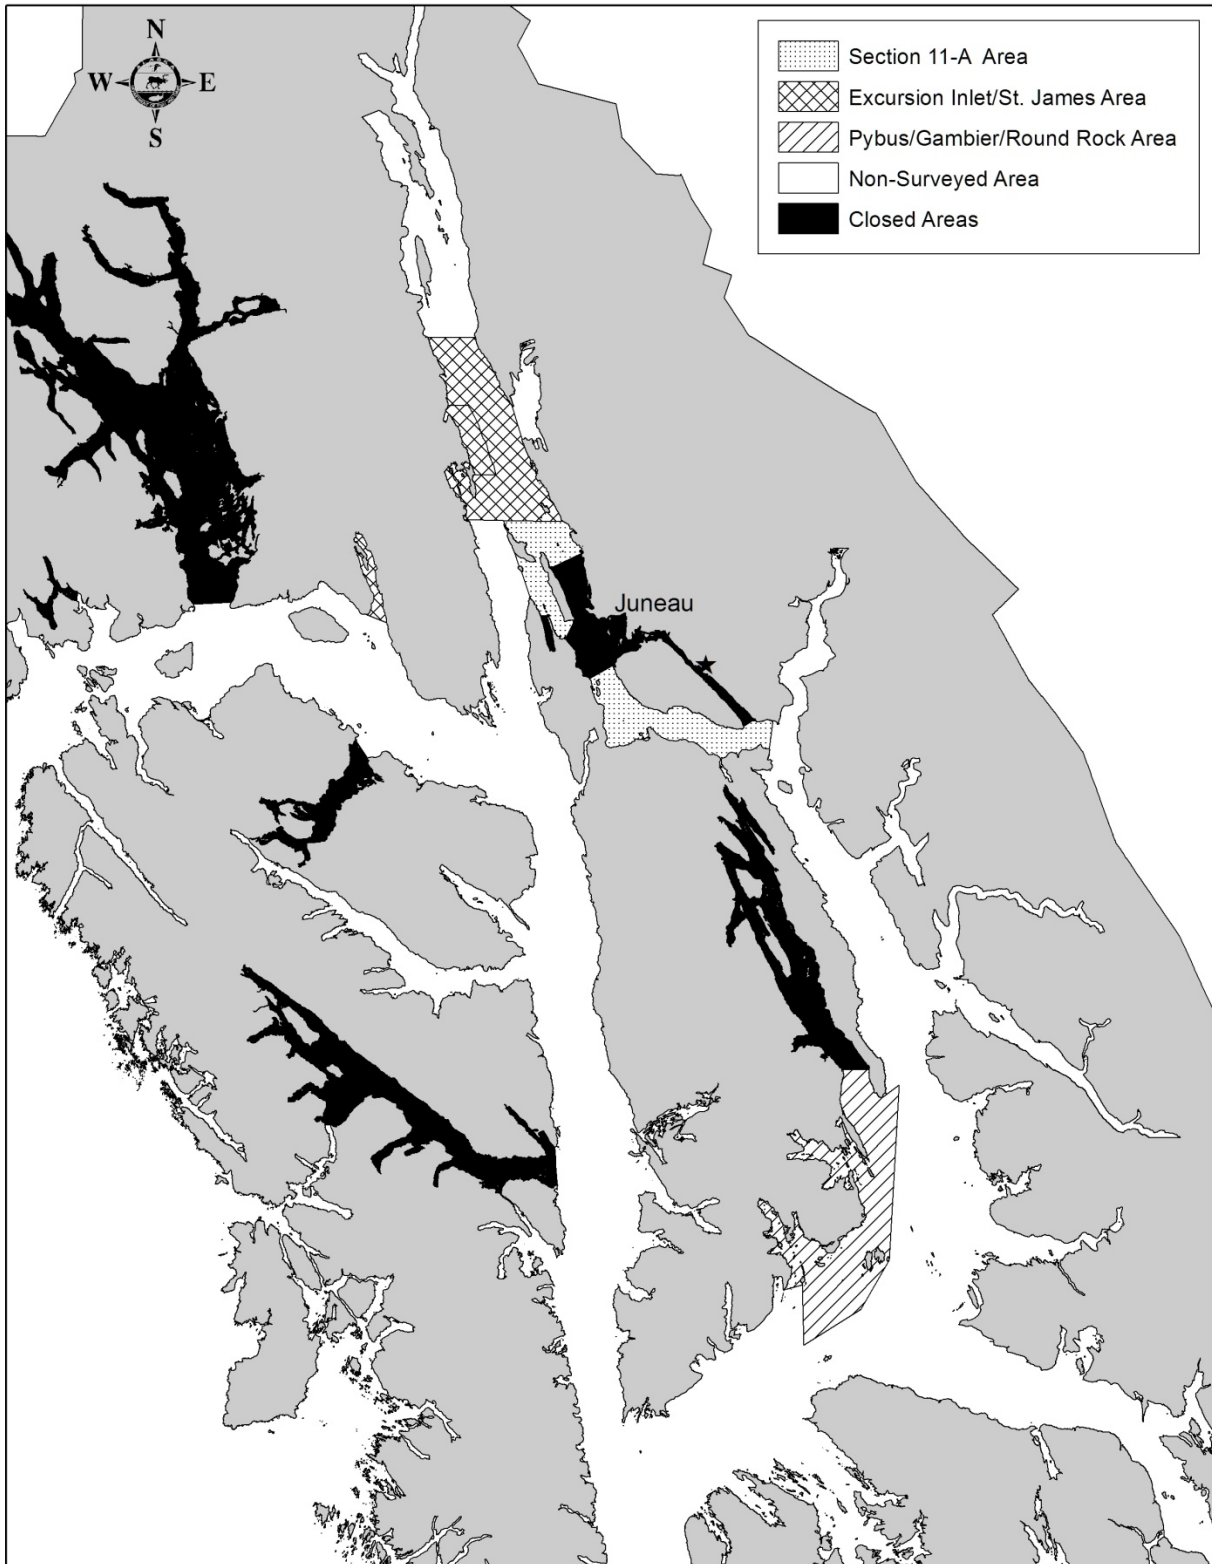 N
W E
S
Section 11-A Area
Excursion Inlet/St. James Area
Pybus/Gambier/Round Rock Area
Non-Surveyed Area
Closed Areas
Juneau